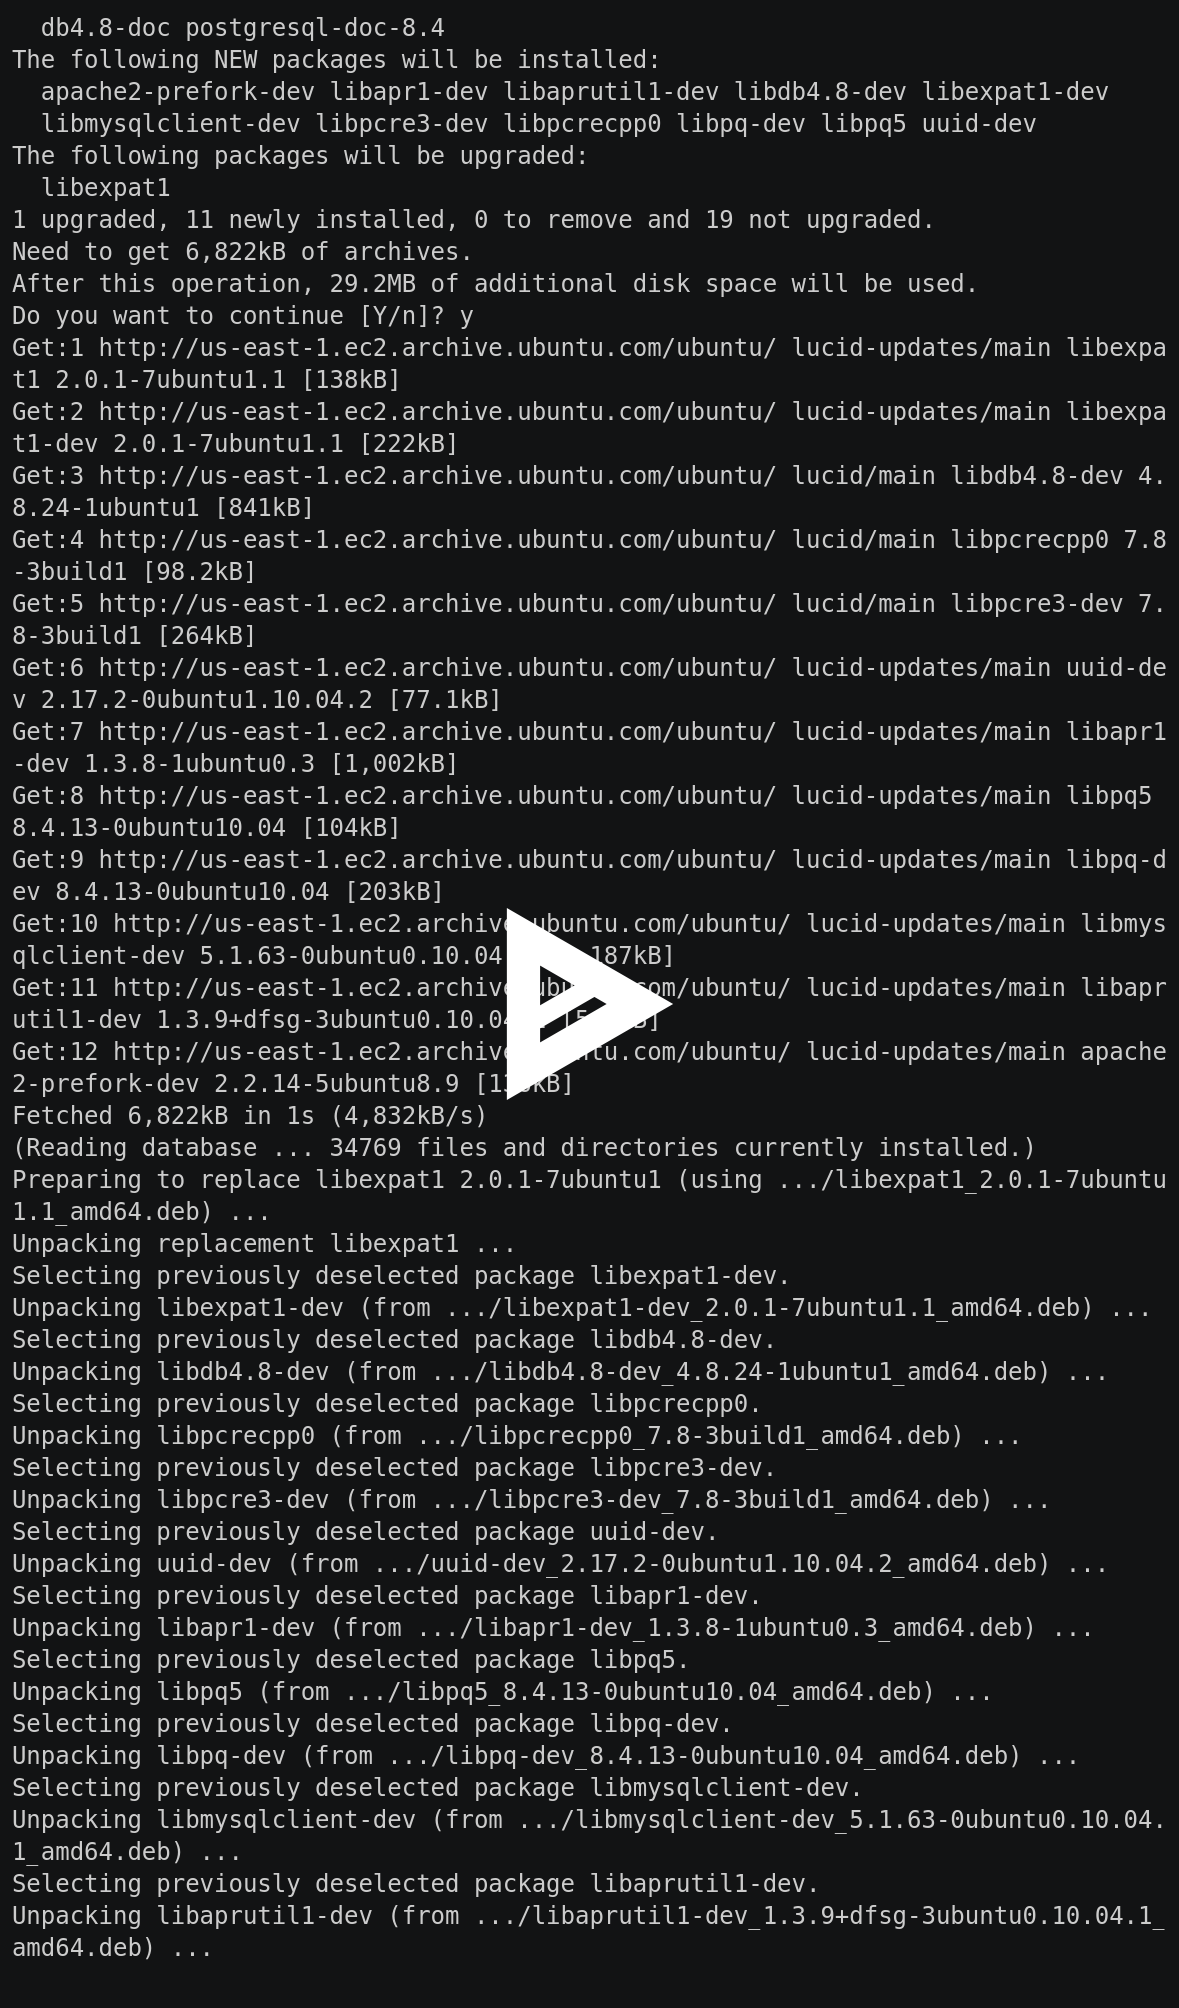 db4.8-doc postgresql-doc-8.4
The following NEW packages will be installed:
apache2-prefork-dev libapr1-dev libaprutil1-dev libdb4.8-dev libexpat1-dev
libmysqlclient-dev libpcre3-dev libpcrecpp0 libpq-dev libpq5 uuid-dev
The following packages will be upgraded:
libexpat1
1 upgraded, 11 newly installed, 0 to remove and 19 not upgraded.
Need to get 6,822kB of archives.
After this operation, 29.2MB of additional disk space will be used.
Do you want to continue [Y/n]? y
Get:1 http://us-east-1.ec2.archive.ubuntu.com/ubuntu/ lucid-updates/main libexpa
t1 2.0.1-7ubuntu1.1 [138kB]
Get:2 http://us-east-1.ec2.archive.ubuntu.com/ubuntu/ lucid-updates/main libexpa
t1-dev 2.0.1-7ubuntu1.1 [222kB]
Get:3 http://us-east-1.ec2.archive.ubuntu.com/ubuntu/ lucid/main libdb4.8-dev 4.
8.24-1ubuntu1 [841kB]
Get:4 http://us-east-1.ec2.archive.ubuntu.com/ubuntu/ lucid/main libpcrecpp0 7.8
-3build1 [98.2kB]
Get:5 http://us-east-1.ec2.archive.ubuntu.com/ubuntu/ lucid/main libpcre3-dev 7.
8-3build1 [264kB]
Get:6 http://us-east-1.ec2.archive.ubuntu.com/ubuntu/ lucid-updates/main uuid-de
v 2.17.2-0ubuntu1.10.04.2 [77.1kB]
Get:7 http://us-east-1.ec2.archive.ubuntu.com/ubuntu/ lucid-updates/main libapr1
-dev 1.3.8-1ubuntu0.3 [1,002kB]
Get:8 http://us-east-1.ec2.archive.ubuntu.com/ubuntu/ lucid-updates/main libpq5
8.4.13-0ubuntu10.04 [104kB]
Get:9 http://us-east-1.ec2.archive.ubuntu.com/ubuntu/ lucid-updates/main libpq-d
ev 8.4.13-0ubuntu10.04 [203kB]
Get:10 http://us-east-1.ec2.archive.ubuntu.com/ubuntu/ lucid-updates/main libmys
qlclient-dev 5.1.63-0ubuntu0.10.04
Get:11 http://us-east-1.ec2.archive.ubuntu.com/ubuntu/ lucid-updates/main libapr
util1-dev 1.3.9+dfsg-3ubuntu0.10.04
Get:12 http://us-east-1.ec2.archive.ubuntu.com/ubuntu/ lucid-updates/main apache
2-prefork-dev 2.2.14-5ubuntu8.9
Fetched 6,822kB in 1s (4,832kB/s)
(Reading database ... 34769 files and directories currently installed.)
Preparing to replace libexpat1 2.0.1-7ubuntu1 (using .../libexpat1_2.0.1-7ubuntu
1.1_amd64.deb) ...
Unpacking replacement libexpat1 ...
Selecting previously deselected package libexpat1-dev.
Unpacking libexpat1-dev (from .../libexpat1-dev_2.0.1-7ubuntu1.1_amd64.deb) ...
Selecting previously deselected package libdb4.8-dev.
Unpacking libdb4.8-dev (from .../libdb4.8-dev_4.8.24-1ubuntu1_amd64.deb) ...
Selecting previously deselected package libpcrecpp0.
Unpacking libpcrecpp0 (from .../libpcrecpp0_7.8-3build1_amd64.deb) ...
Selecting previously deselected package libpcre3-dev.
Unpacking libpcre3-dev (from .../libpcre3-dev_7.8-3build1_amd64.deb) ...
Selecting previously deselected package uuid-dev.
Unpacking uuid-dev (from .../uuid-dev_2.17.2-0ubuntu1.10.04.2_amd64.deb) ...
Selecting previously deselected package libapr1-dev.
Unpacking libapr1-dev (from .../libapr1-dev_1.3.8-1ubuntu0.3_amd64.deb) ...
Selecting previously deselected package libpq5.
Unpacking libpq5 (from .../libpq5_8.4.13-0ubuntu10.04_amd64.deb) ...
Selecting previously deselected package libpq-dev.
Unpacking libpq-dev (from .../libpq-dev_8.4.13-0ubuntu10.04_amd64.deb) ...
Selecting previously deselected package libmysqlclient-dev.
Unpacking libmysqlclient-dev (from .../libmysqlclient-dev_5.1.63-0ubuntu0.10.04.
1_amd64.deb) ...
Selecting previously deselected package libaprutil1-dev.
Unpacking libaprutil1-dev (from .../libaprutil1-dev_1.3.9+dfsg-3ubuntu0.10.04.1_
amd64.deb) ...